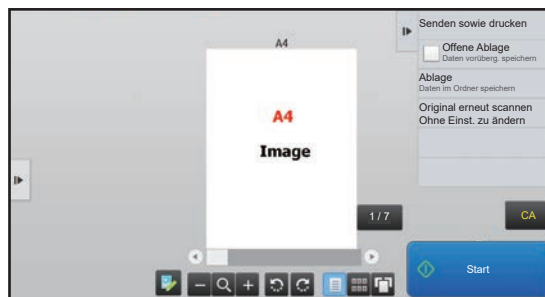 A4
A4
Image
1 / 7
Senden sowie drucken
Offene Ablage
Daten vorüberg. speichern
Ablage
Daten im Ordner speichern
Original erneut scannen
Ohne Einst. zu ändern
CA
Start